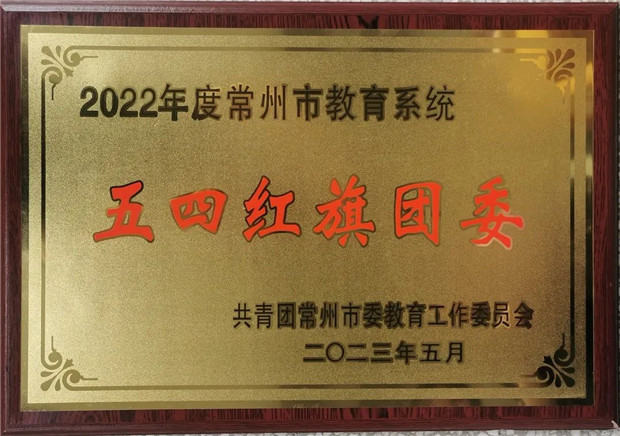 2022年度常州市教育系统
五四红旗团委
共青团常州市委教育工作委员会
二〇二三年五月